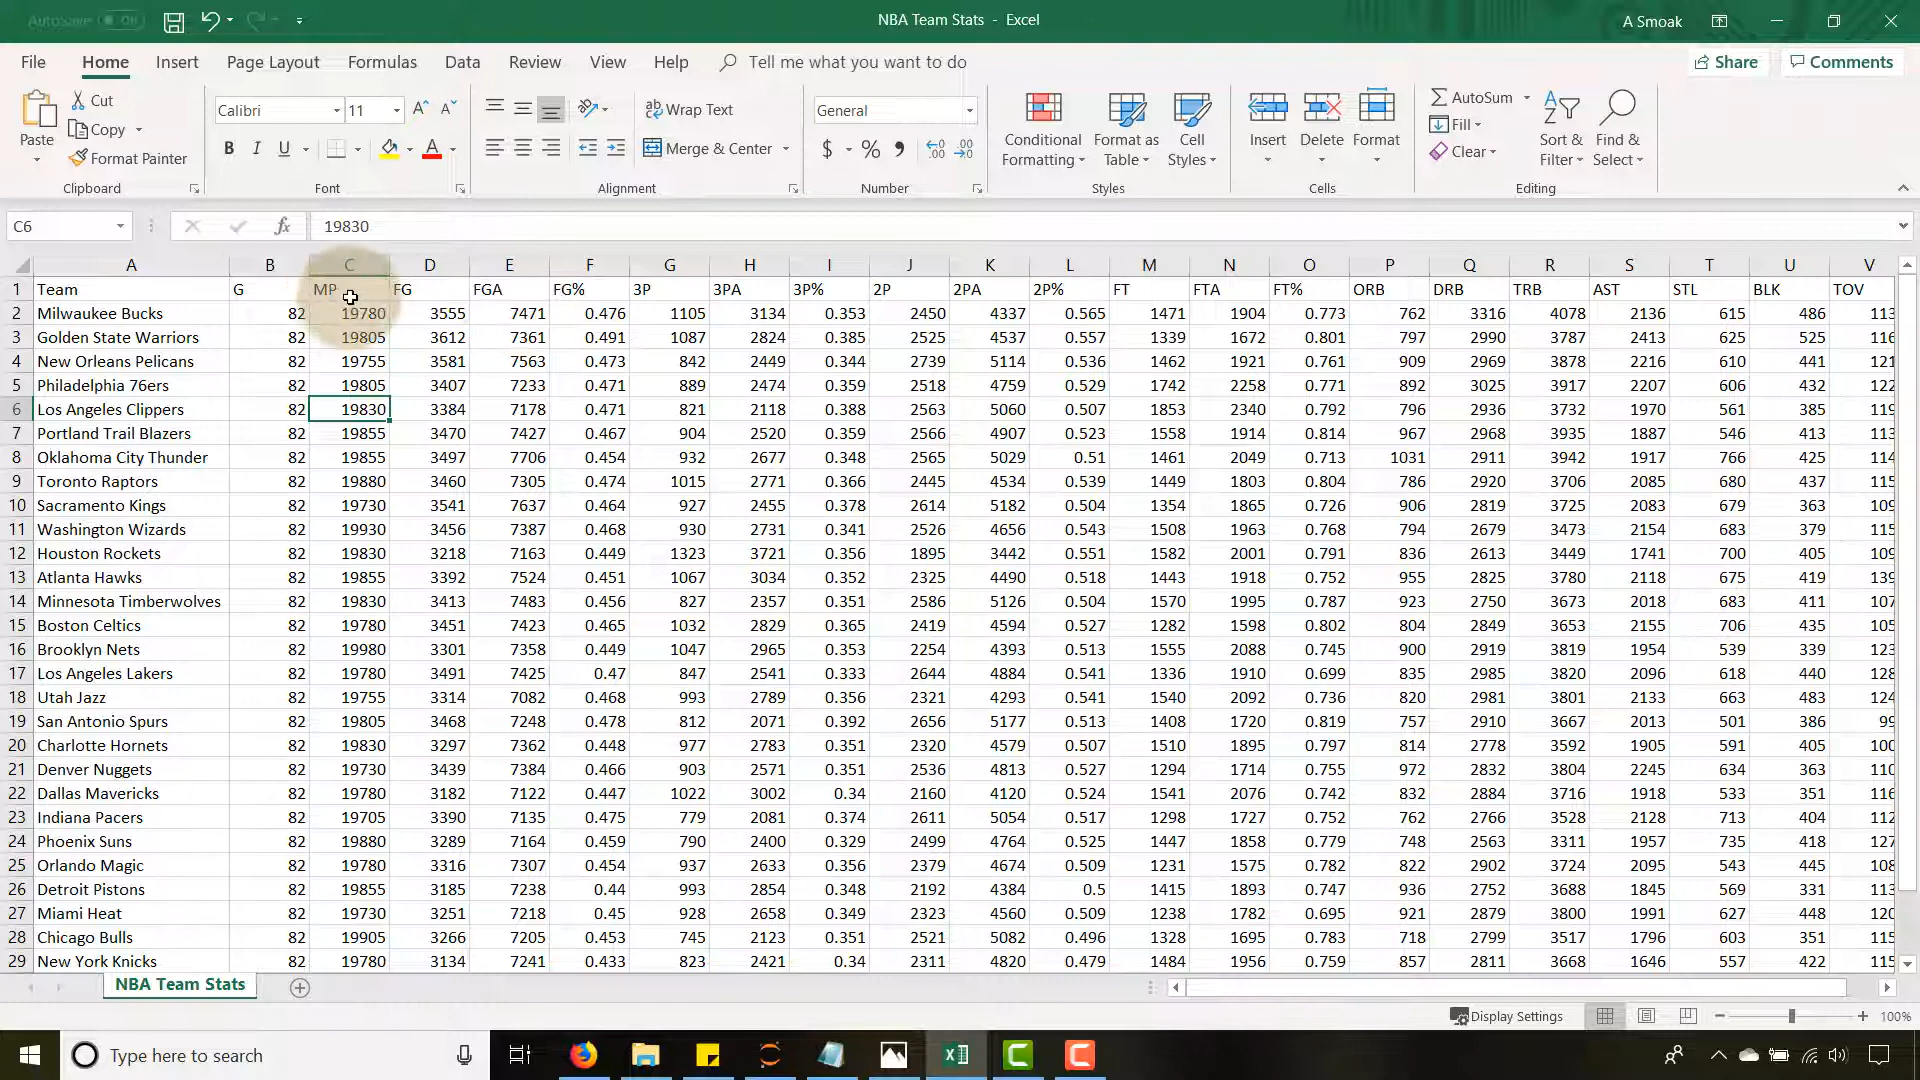 AutoSave Off NBA Team Stats - Excel A Smoak
File Home Insert Page Layout Formulas Data Review View Help Tell me what you want to do Share Comments
Paste Cut Copy Format Painter Clipboard
Calibri 11 A^ A˅ B I U A Font
ab Wrap Text Merge & Center Alignment
General $ % , Number
Conditional Formatting Format as Table Cell Styles Styles
Insert Delete Format Cells
AutoSum Fill Clear Sort & Filter Find & Select Editing
C6 fx 19830
A B C D E F G H I J K L M N O P Q R S T U V
1 Team G MP FG FGA FG% 3P 3PA 3P% 2P 2PA 2P% FT FTA FT% ORB DRB TRB AST STL BLK TOV
2 Milwaukee Bucks 82 19780 3555 7471 0.476 1105 3134 0.353 2450 4337 0.565 1471 1904 0.773 762 3316 4078 2136 615 486 113
3 Golden State Warriors 82 19805 3612 7361 0.491 1087 2824 0.385 2525 4537 0.557 1339 1672 0.801 797 2990 3787 2413 625 525 116
4 New Orleans Pelicans 82 19755 3581 7563 0.473 842 2449 0.344 2739 5114 0.536 1462 1921 0.761 909 2969 3878 2216 610 441 121
5 Philadelphia 76ers 82 19805 3407 7233 0.471 889 2474 0.359 2518 4759 0.529 1742 2258 0.771 892 3025 3917 2207 606 432 122
6 Los Angeles Clippers 82 19830 3384 7178 0.471 821 2118 0.388 2563 5060 0.507 1853 2340 0.792 796 2936 3732 1970 561 385 119
7 Portland Trail Blazers 82 19855 3470 7427 0.467 904 2520 0.359 2566 4907 0.523 1558 1914 0.814 967 2968 3935 1887 546 413 113
8 Oklahoma City Thunder 82 19855 3497 7706 0.454 932 2677 0.348 2565 5029 0.51 1461 2049 0.713 1031 2911 3942 1917 766 425 114
9 Toronto Raptors 82 19880 3460 7305 0.474 1015 2771 0.366 2445 4534 0.539 1449 1803 0.804 786 2920 3706 2085 680 437 115
10 Sacramento Kings 82 19730 3541 7637 0.464 927 2455 0.378 2614 5182 0.504 1354 1865 0.726 906 2819 3725 2083 679 363 109
11 Washington Wizards 82 19930 3456 7387 0.468 930 2731 0.341 2526 4656 0.543 1508 1963 0.768 794 2679 3473 2154 683 379 115
12 Houston Rockets 82 19830 3218 7163 0.449 1323 3721 0.356 1895 3442 0.551 1582 2001 0.791 836 2613 3449 1741 700 405 109
13 Atlanta Hawks 82 19855 3392 7524 0.451 1067 3034 0.352 2325 4490 0.518 1443 1918 0.752 955 2825 3780 2118 675 419 139
14 Minnesota Timberwolves 82 19830 3413 7483 0.456 827 2357 0.351 2586 5126 0.504 1570 1995 0.787 923 2750 3673 2018 683 411 107
15 Boston Celtics 82 19780 3451 7423 0.465 1032 2829 0.365 2419 4594 0.527 1282 1598 0.802 804 2849 3653 2155 706 435 105
16 Brooklyn Nets 82 19980 3301 7358 0.449 1047 2965 0.353 2254 4393 0.513 1555 2088 0.745 900 2919 3819 1954 539 339 123
17 Los Angeles Lakers 82 19780 3491 7425 0.47 847 2541 0.333 2644 4884 0.541 1336 1910 0.699 835 2985 3820 2096 618 440 128
18 Utah Jazz 82 19755 3314 7082 0.468 993 2789 0.356 2321 4293 0.541 1540 2092 0.736 820 2981 3801 2133 663 483 124
19 San Antonio Spurs 82 19805 3468 7248 0.478 812 2071 0.392 2656 5177 0.513 1408 1720 0.819 757 2910 3667 2013 501 386 99
20 Charlotte Hornets 82 19830 3297 7362 0.448 977 2783 0.351 2320 4579 0.507 1510 1895 0.797 814 2778 3592 1905 591 405 100
21 Denver Nuggets 82 19730 3439 7384 0.466 903 2571 0.351 2536 4813 0.527 1294 1714 0.755 972 2832 3804 2245 634 363 110
22 Dallas Mavericks 82 19780 3182 7122 0.447 1022 3002 0.34 2160 4120 0.524 1541 2076 0.742 832 2884 3716 1918 533 351 116
23 Indiana Pacers 82 19705 3390 7135 0.475 779 2081 0.374 2611 5054 0.517 1298 1727 0.752 762 2766 3528 2128 713 404 112
24 Phoenix Suns 82 19880 3289 7164 0.459 790 2400 0.329 2499 4764 0.525 1447 1858 0.779 748 2563 3311 1957 735 418 127
25 Orlando Magic 82 19780 3316 7307 0.454 937 2633 0.356 2379 4674 0.509 1231 1575 0.782 822 2902 3724 2095 543 445 108
26 Detroit Pistons 82 19855 3185 7238 0.44 993 2854 0.348 2192 4384 0.5 1415 1893 0.747 936 2752 3688 1845 569 331 113
27 Miami Heat 82 19730 3251 7218 0.45 928 2658 0.349 2323 4560 0.509 1238 1782 0.695 921 2879 3800 1991 627 448 120
28 Chicago Bulls 82 19905 3266 7205 0.453 745 2123 0.351 2521 5082 0.496 1328 1695 0.783 718 2799 3517 1796 603 351 115
29 New York Knicks 82 19780 3134 7241 0.433 823 2421 0.34 2311 4820 0.479 1484 1956 0.759 857 2811 3668 1646 557 422 115
NBA Team Stats
Display Settings 100%
Type here to search